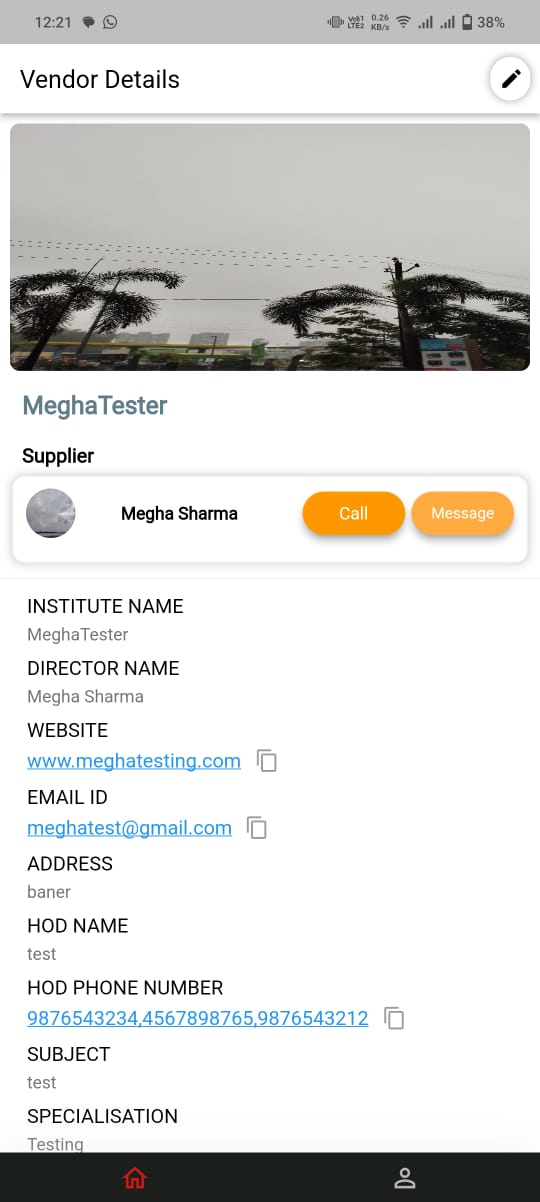 12:21 Vo1 LTE2 0.26 KB/s 38%
Vendor Details
MeghaTester
Supplier
Megha Sharma Call Message
INSTITUTE NAME
MeghaTester
DIRECTOR NAME
Megha Sharma
WEBSITE
www.meghatesting.com
EMAIL ID
meghatest@gmail.com
ADDRESS
baner
HOD NAME
test
HOD PHONE NUMBER
9876543234,4567898765,9876543212
SUBJECT
test
SPECIALISATION
Testing